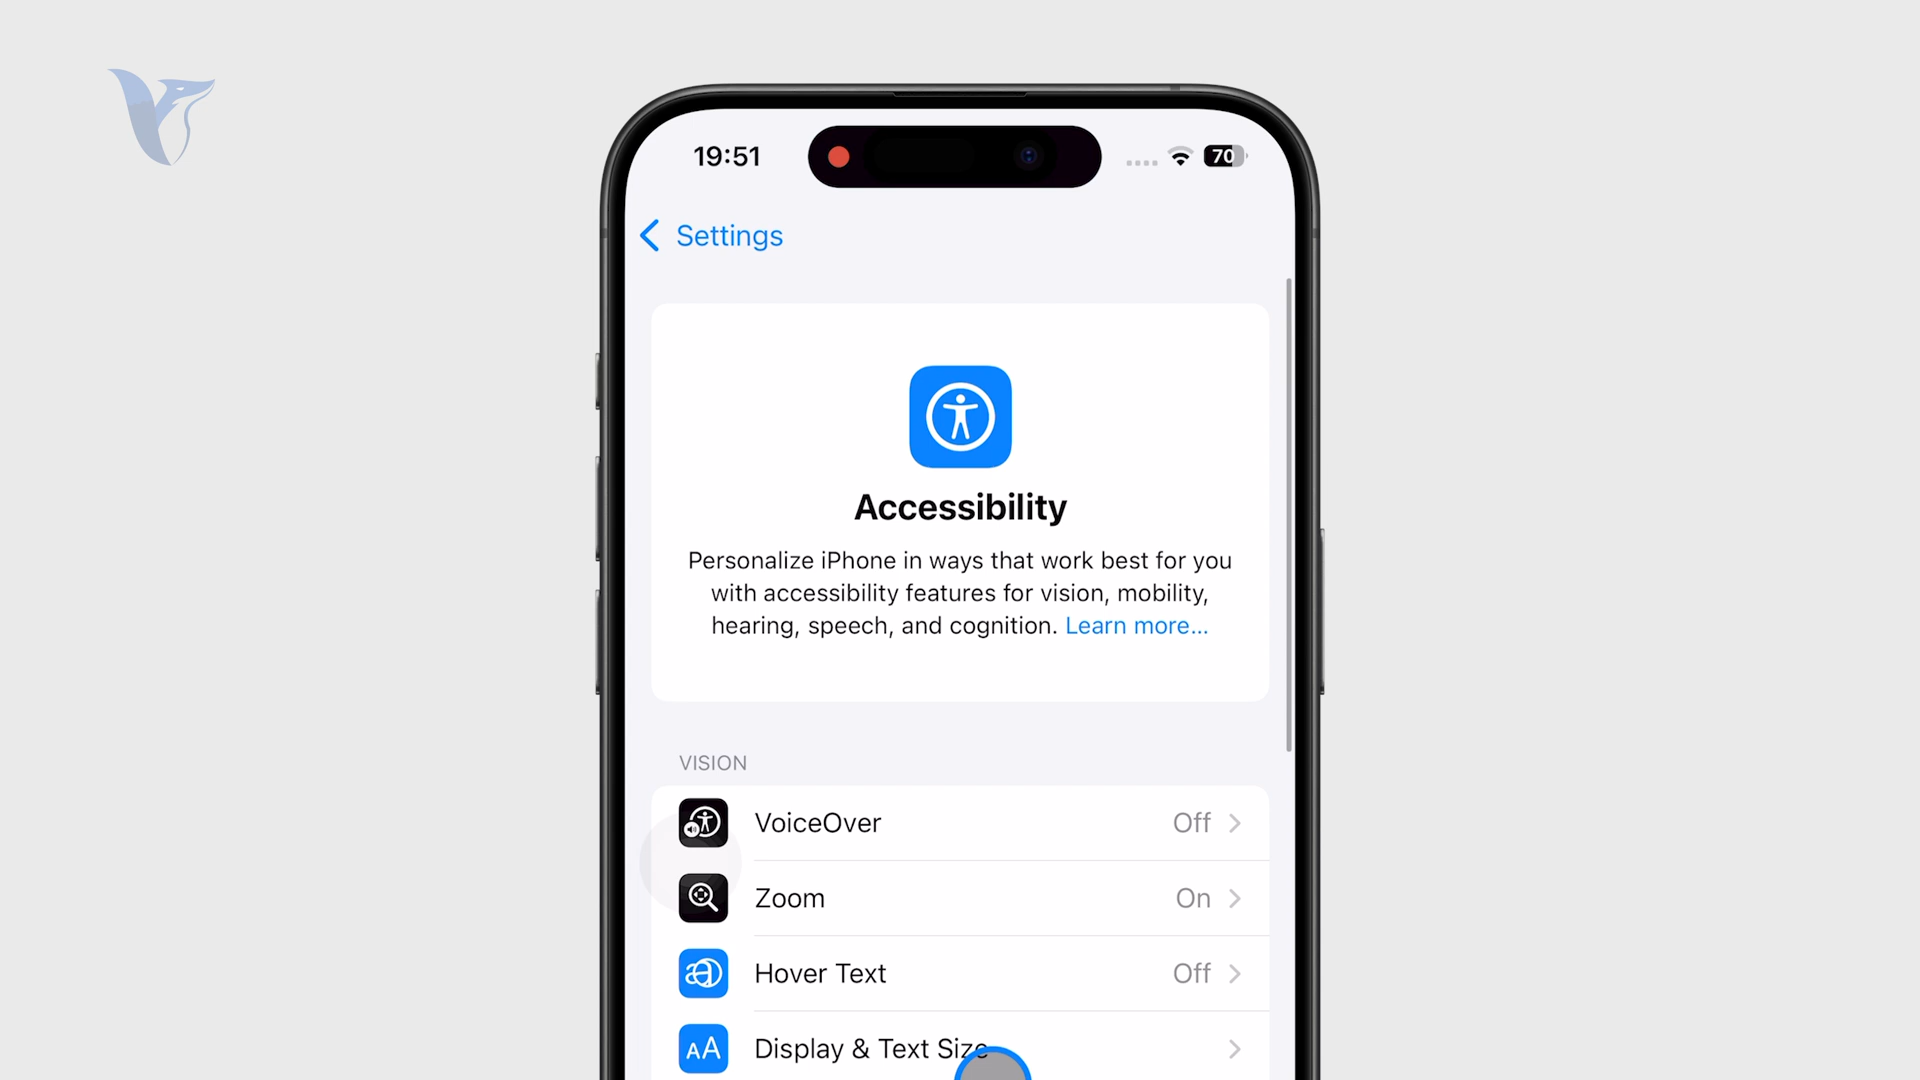 19:51
70
Settings
Accessibility
Personalize iPhone in ways that work best for you
with accessibility features for vision, mobility,
hearing, speech, and cognition. Learn more...
VISION
VoiceOver Off
Zoom On
Hover Text Off
AA Display & Text Size